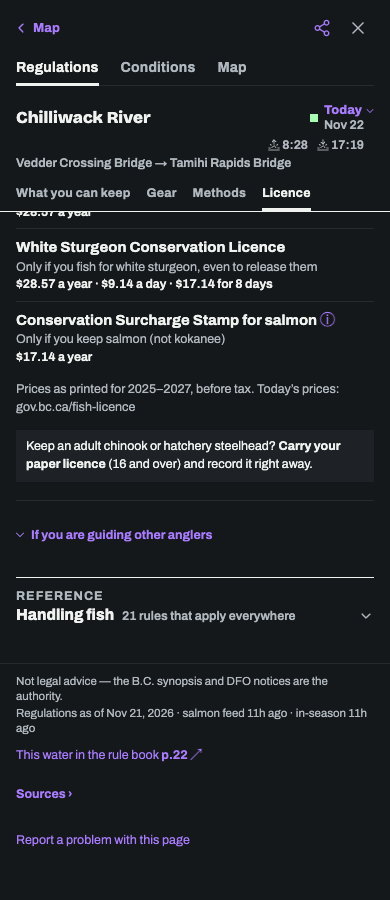 Map
Regulations Conditions Map
Chilliwack River
Today
Nov 22
8:28 17:19
Vedder Crossing Bridge → Tamihi Rapids Bridge
What you can keep Gear Methods Licence
$28.57 a year
White Sturgeon Conservation Licence
Only if you fish for white sturgeon, even to release them
$28.57 a year · $9.14 a day · $17.14 for 8 days
Conservation Surcharge Stamp for salmon
Only if you keep salmon (not kokanee)
$17.14 a year
Prices as printed for 2025–2027, before tax. Today's prices:
gov.bc.ca/fish-licence
Keep an adult chinook or hatchery steelhead? Carry your
paper licence (16 and over) and record it right away.
If you are guiding other anglers
REFERENCE
Handling fish 21 rules that apply everywhere
Not legal advice — the B.C. synopsis and DFO notices are the
authority.
Regulations as of Nov 21, 2026 · salmon feed 11h ago · in-season 11h
ago
This water in the rule book p.22 ↗
Sources ›
Report a problem with this page